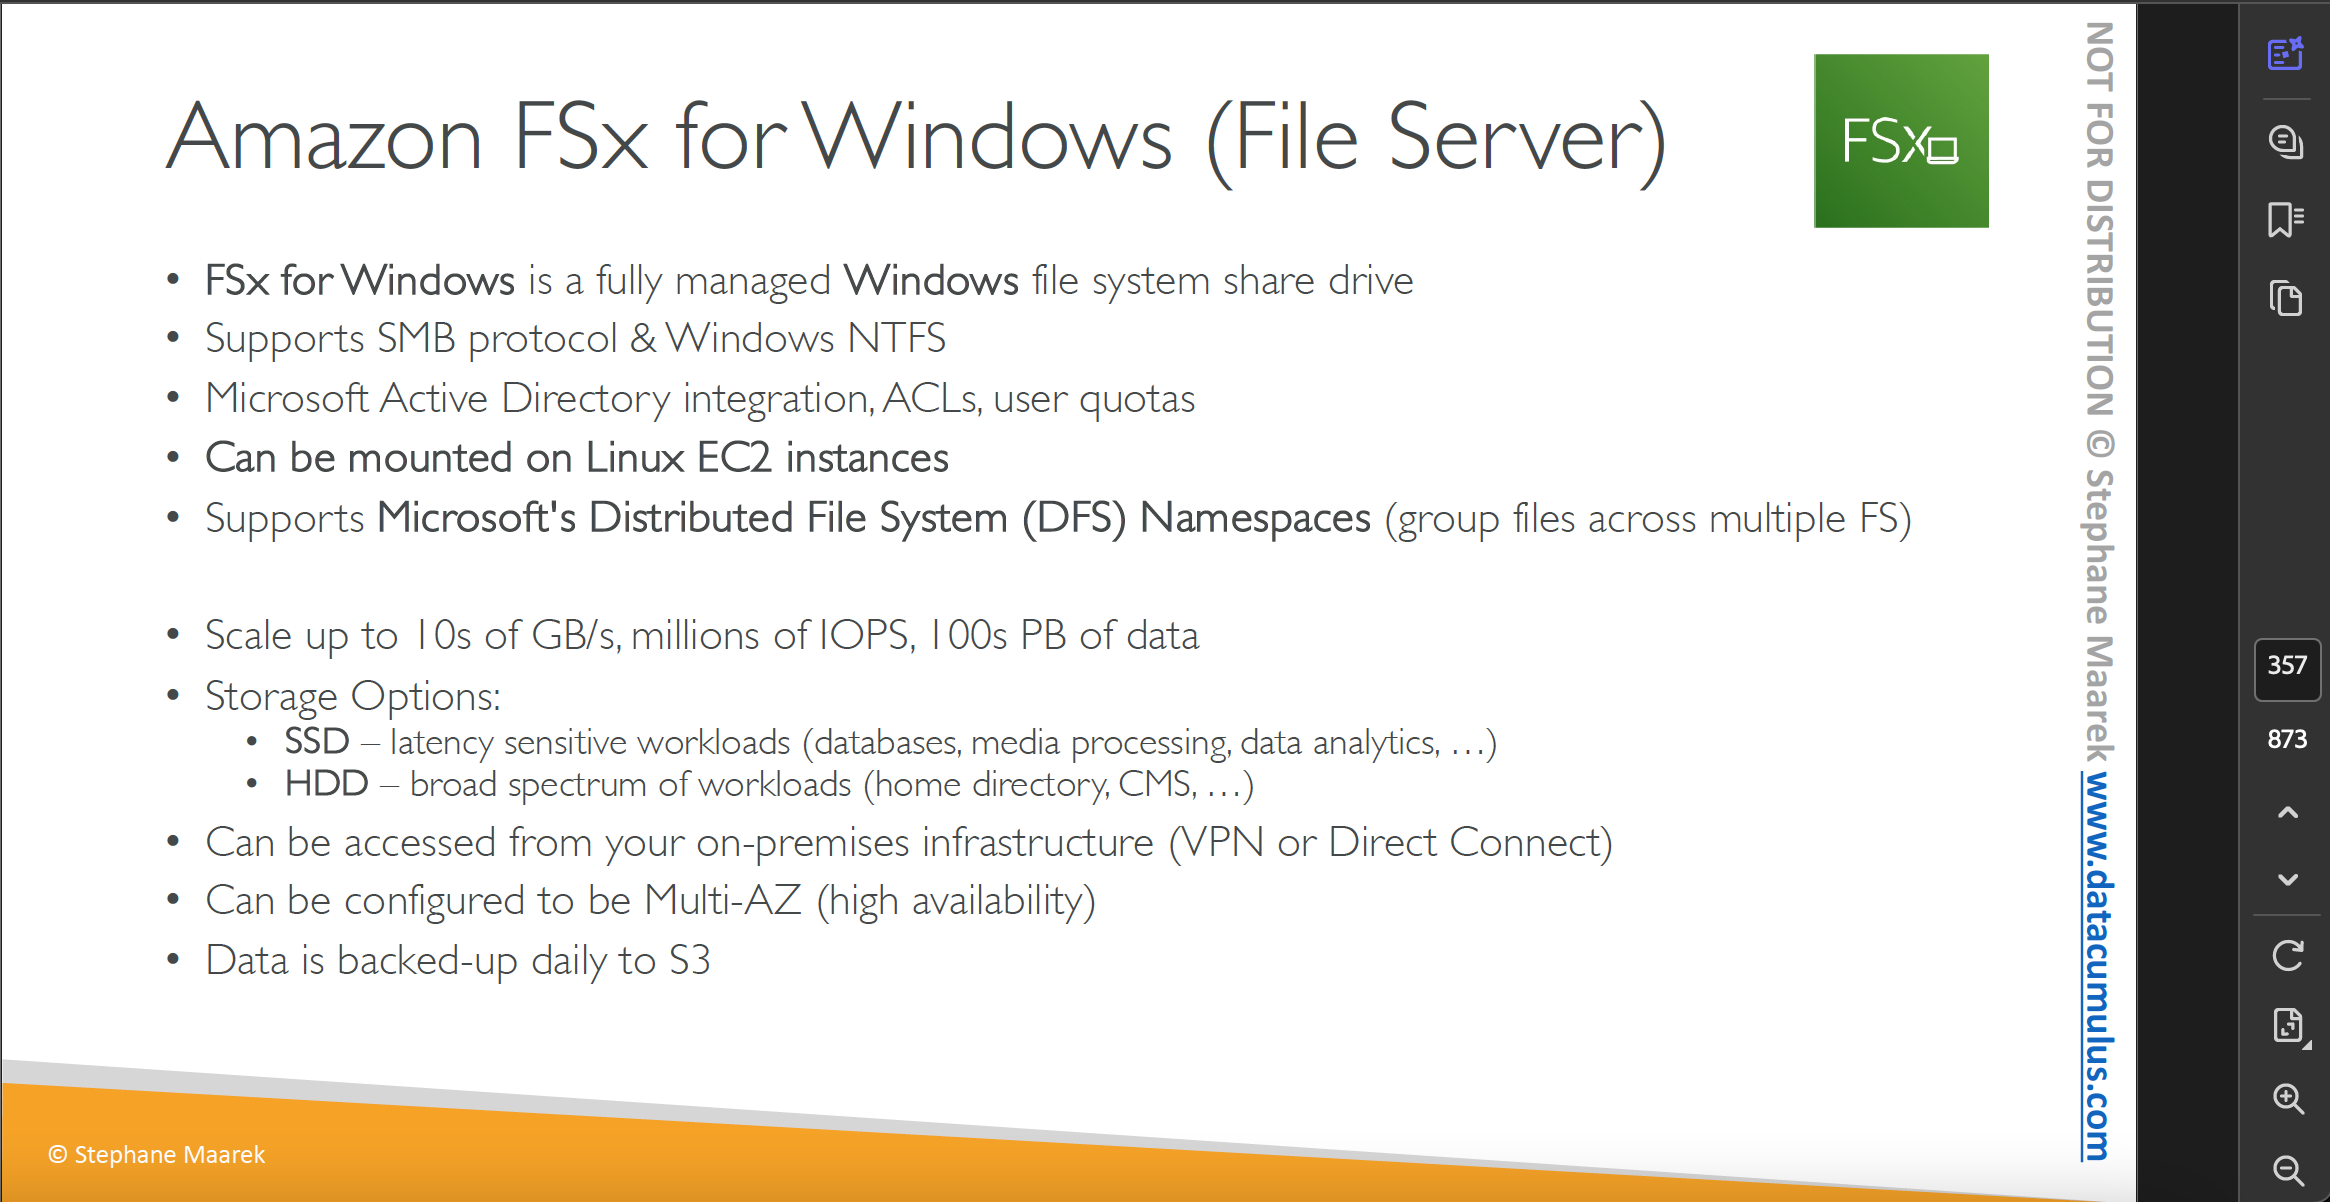 Amazon FSx for Windows (File Server)
FSx
• FSx for Windows is a fully managed Windows file system share drive
• Supports SMB protocol & Windows NTFS
• Microsoft Active Directory integration, ACLs, user quotas
• Can be mounted on Linux EC2 instances
• Supports Microsoft's Distributed File System (DFS) Namespaces (group files across multiple FS)
• Scale up to 10s of GB/s, millions of IOPS, 100s PB of data
• Storage Options:
• SSD – latency sensitive workloads (databases, media processing, data analytics, …)
• HDD – broad spectrum of workloads (home directory, CMS, …)
• Can be accessed from your on-premises infrastructure (VPN or Direct Connect)
• Can be configured to be Multi-AZ (high availability)
• Data is backed-up daily to S3
© Stephane Maarek
NOT FOR DISTRIBUTION © Stephane Maarek www.datacumulus.com
357
873